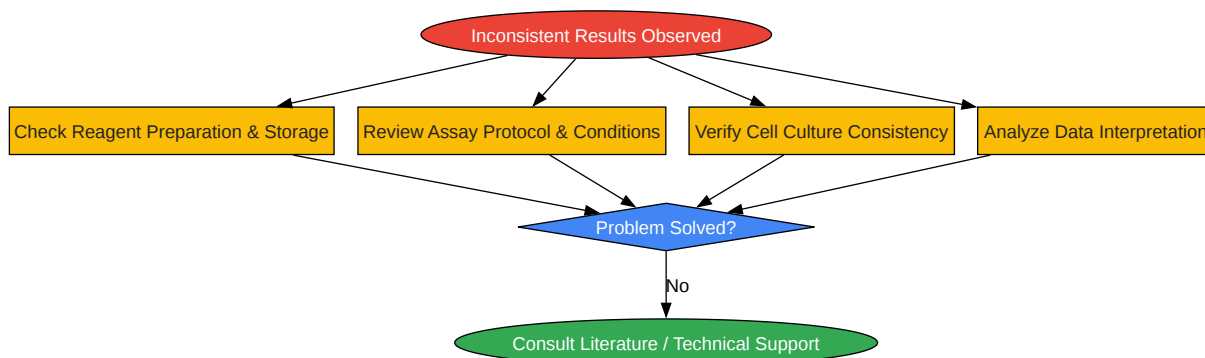 Inconsistent Results Observed
Check Reagent Preparation & Storage
Review Assay Protocol & Conditions
Verify Cell Culture Consistency
Analyze Data Interpretation
Problem Solved?
No
Consult Literature / Technical Support